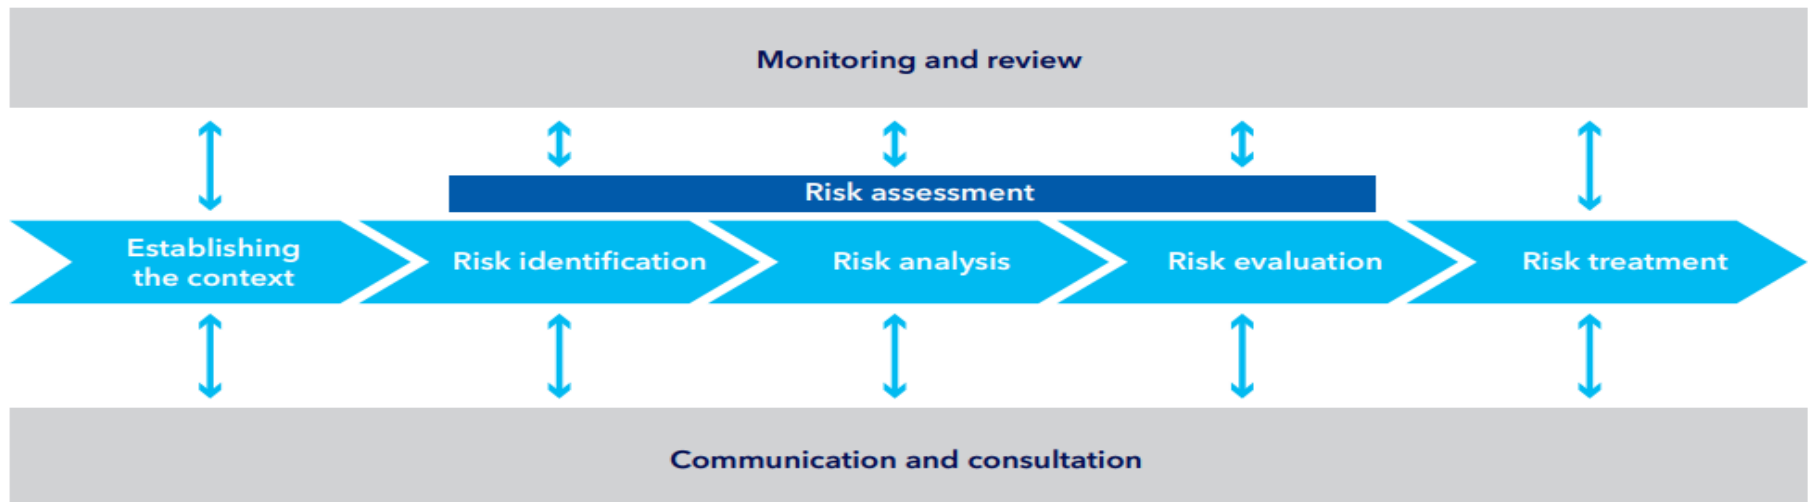 Monitoring and review
Risk assessment
Establishing
the context
Risk identification
Risk analysis
Risk evaluation
Risk treatment
Communication and consultation